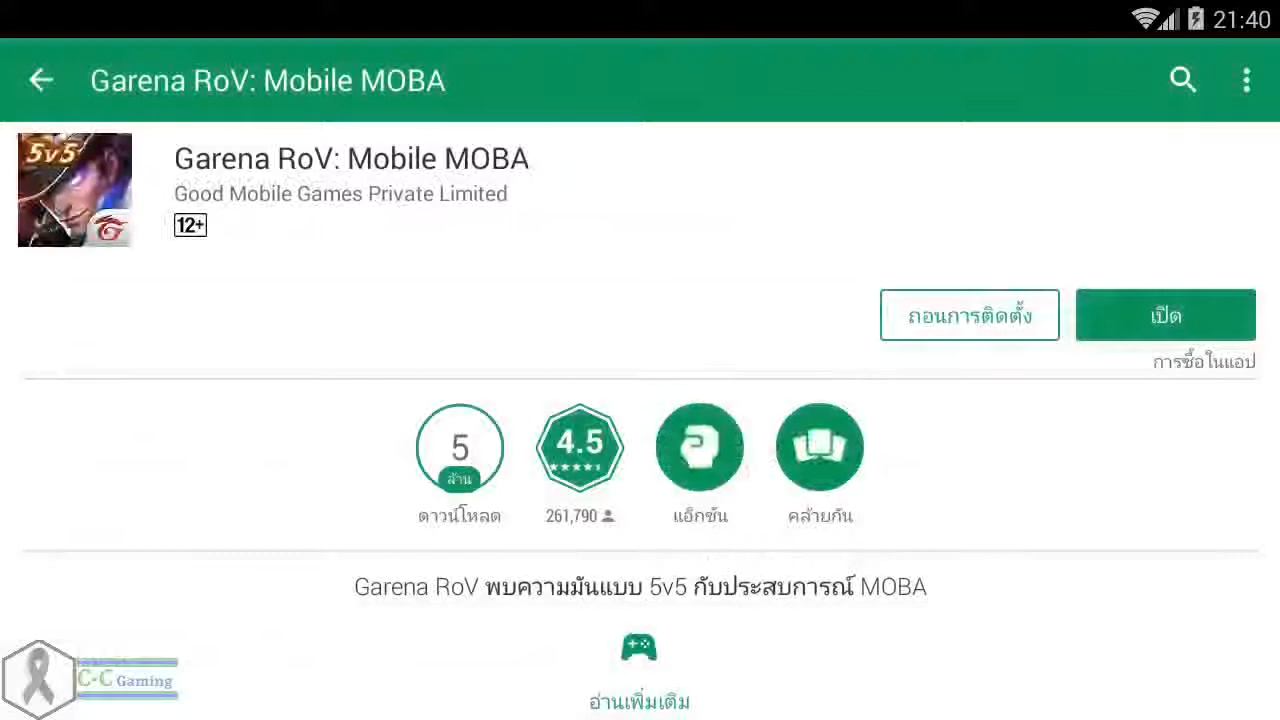 21:40
Garena RoV: Mobile MOBA
5v5
Garena RoV: Mobile MOBA
Good Mobile Games Private Limited
12+
ถอนการติดตั้ง
เปิด
การซื้อในแอป
5
ล้าน
4.5
ดาวน์โหลด
261,790
แอ็กชัน
คล้ายกัน
Garena RoV พบความมันแบบ 5v5 กับประสบการณ์ MOBA
C-C Gaming
อ่านเพิ่มเติม